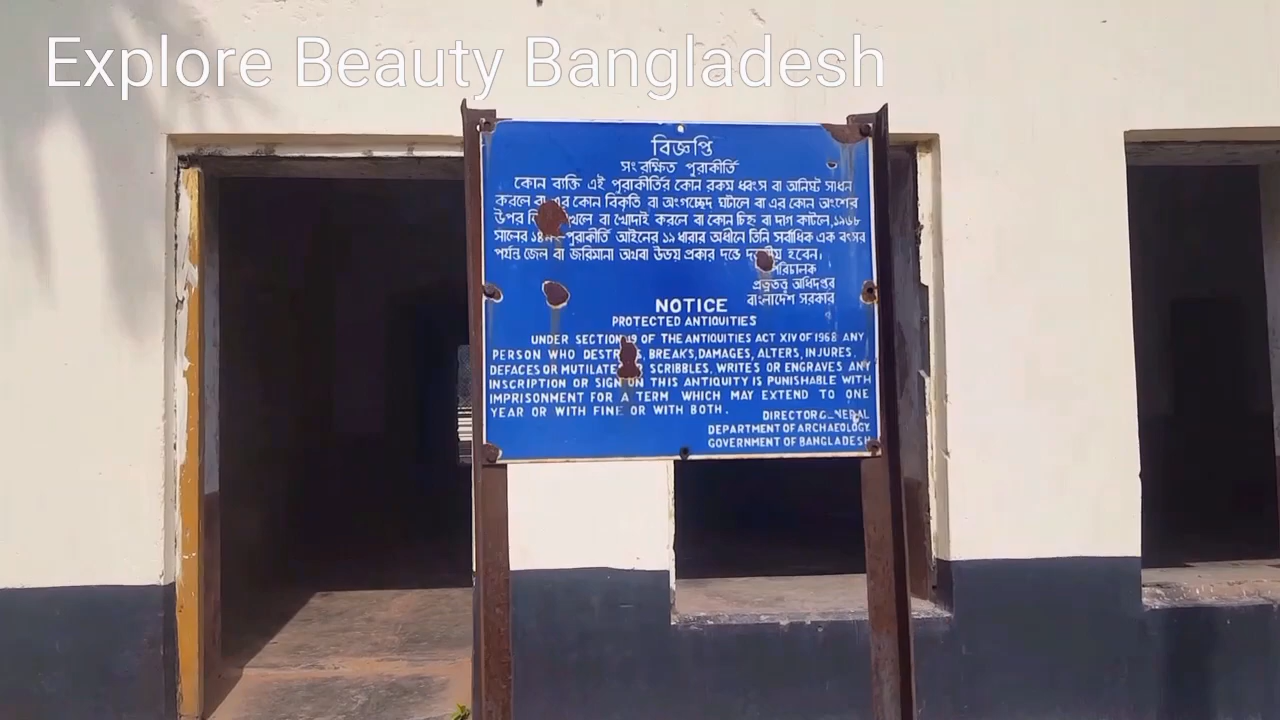 Explore Beauty Bangladesh
বিজ্ঞপ্তি
সংরক্ষিত পুরাকীর্তি
কোন ব্যক্তি এই পুরাকীর্তির কোন রকম ধ্বংস বা অনিষ্ট সাধন
করলে বা এর কোন বিকৃতি বা অংগচ্ছেদ ঘটালে বা এর কোন অংশের
উপর লিখলে বা খোদাই করলে বা কোন চিহ্ন বা দাগ কাটলে, ১৯৬৮
সালের ১৪নং পুরাকীর্তি আইনের ১৯ ধারার অধীনে তিনি সর্বাধিক এক বৎসর
পর্যন্ত জেল বা জরিমানা অথবা উভয় প্রকার দন্ডে দন্ডনীয় হবেন।
পরিচালক
প্রত্নতত্ত্ব অধিদপ্তর
বাংলাদেশ সরকার
NOTICE
PROTECTED ANTIQUITIES
UNDER SECTION 19 OF THE ANTIQUITIES ACT XIV OF 1968 ANY
PERSON WHO DESTROYS, BREAKS, DAMAGES, ALTERS, INJURES,
DEFACES OR MUTILATES OR SCRIBBLES, WRITES OR ENGRAVES ANY
INSCRIPTION OR SIGN ON THIS ANTIQUITY IS PUNISHABLE WITH
IMPRISONMENT FOR A TERM WHICH MAY EXTEND TO ONE
YEAR OR WITH FINE OR WITH BOTH.
DIRECTOR GENERAL
DEPARTMENT OF ARCHAEOLOGY.
GOVERNMENT OF BANGLADESH